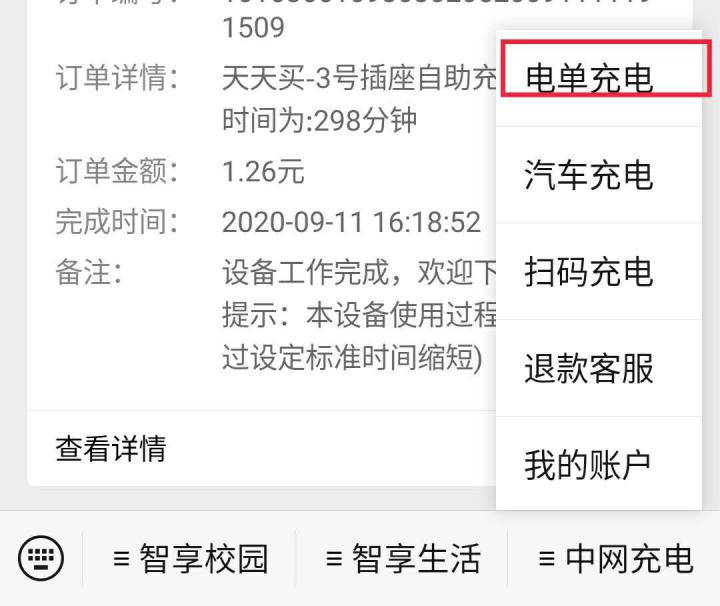 1509
订单详情： 天天买-3号插座自助充
时间为:298分钟
订单金额： 1.26元
完成时间： 2020-09-11 16:18:52
备注： 设备工作完成，欢迎下
提示：本设备使用过程
过设定标准时间缩短)
查看详情
电单充电
汽车充电
扫码充电
退款客服
我的账户
智享校园 智享生活 中网充电